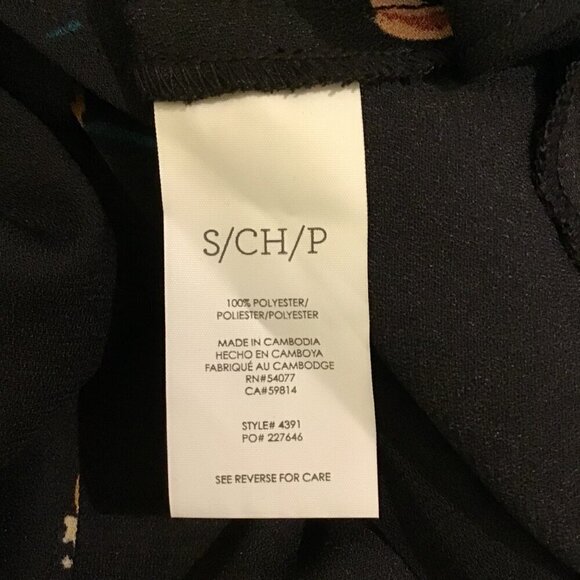 S/CH/P
100% POLYESTER/
POLIESTER/POLYESTER
MADE IN CAMBODIA
HECHO EN CAMBOYA
FABRIQUÉ AU CAMBODGE
RN#54077
CA#59814
STYLE# 4391
PO# 227646
SEE REVERSE FOR CARE